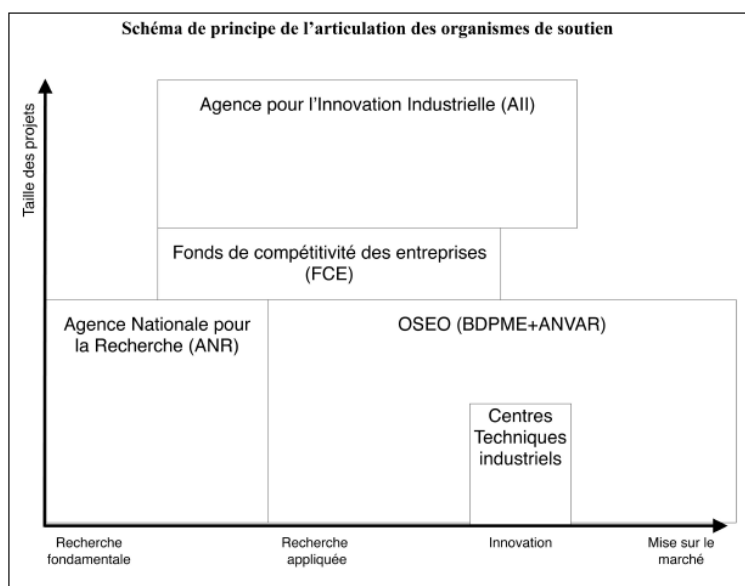 Schéma de principe de l'articulation des organismes de soutien
Taille des projets
Agence pour l'Innovation Industrielle (AII)
Fonds de compétitivité des entreprises
(FCE)
Agence Nationale pour
la Recherche (ANR)
OSEO (BDPME+ANVAR)
Centres
Techniques
industriels
Recherche
fondamentale
Recherche
appliquée
Innovation
Mise sur le
marché